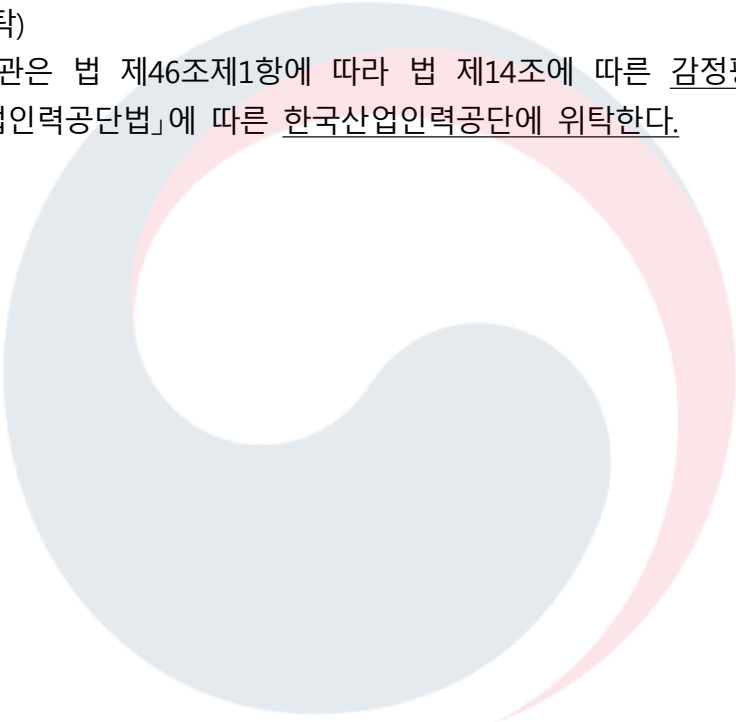 탁)
관은 법 제46조제1항에 따라 법 제14조에 따른 감정평
업인력공단법」에 따른 한국산업인력공단에 위탁한다.